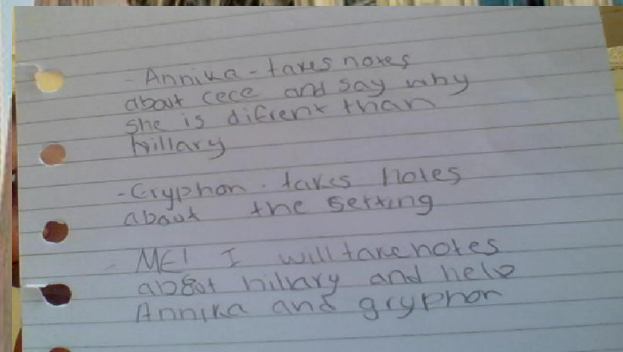 - Annika - takes notes
about cece and say why
she is difrent than
hillary
- Gryphon - takes notes
about the setting
- ME! I will take notes
about hillary and help
Annika and gryphon